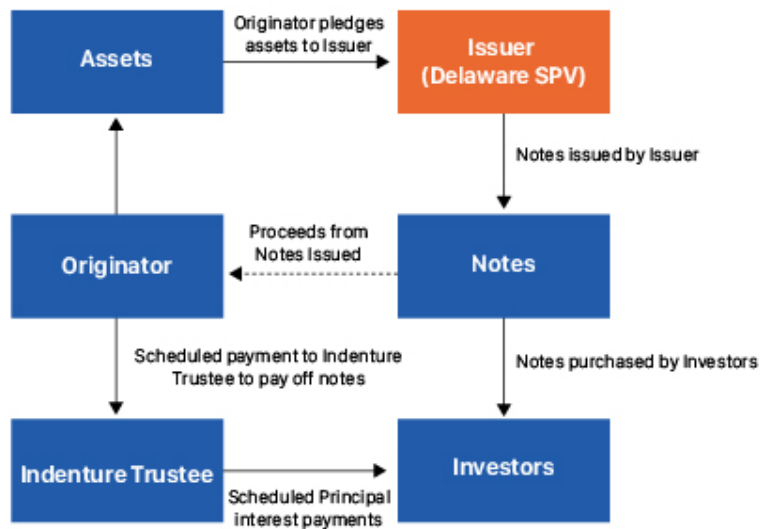 Assets
Originator pledges
assets to Issuer
Issuer
(Delaware SPV)
Notes issued by Issuer
Originator
Proceeds from
Notes Issued
Notes
Scheduled payment to Indenture
Trustee to pay off notes
Notes purchased by Investors
Indenture Trustee
Scheduled Principal
interest payments
Investors